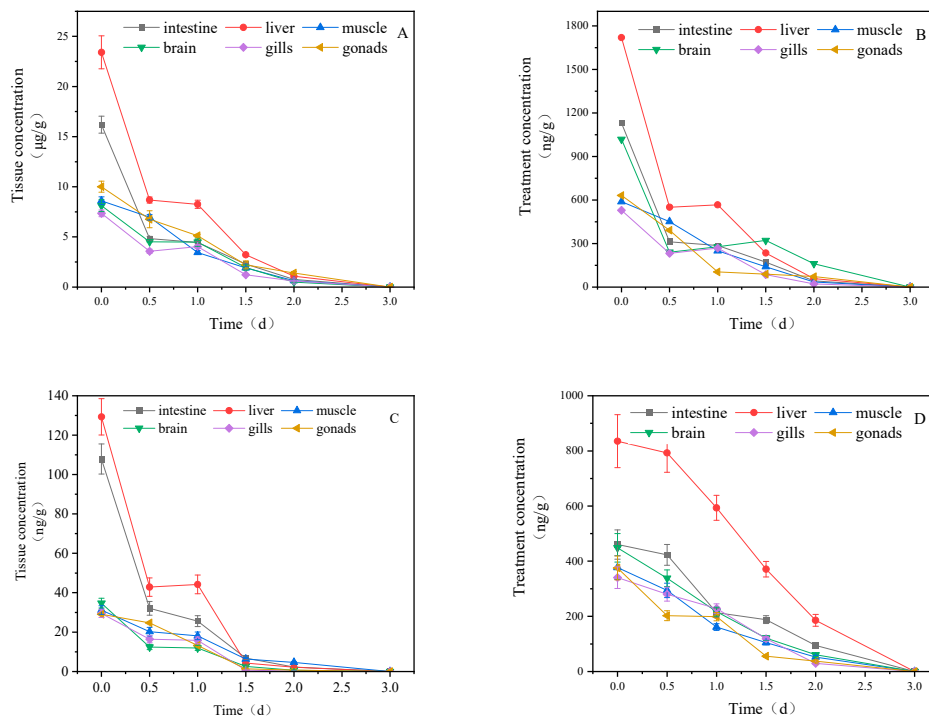 intestine liver muscle
brain gills gonads
A
25
20
15
10
5
0
Tissue concentration
（μg/g）
0.0 0.5 1.0 1.5 2.0 2.5 3.0
Time（d）
intestine liver muscle
brain gills gonads
B
1800
1500
1200
900
600
300
0
Treatment concentration
（ng/g）
0.0 0.5 1.0 1.5 2.0 2.5 3.0
Time（d）
intestine liver muscle
brain gills gonads
C
140
120
100
80
60
40
20
0
Tissue concentration
（ng/g）
0.0 0.5 1.0 1.5 2.0 2.5 3.0
Time（d）
intestine liver muscle
brain gills gonads
D
1000
800
600
400
200
0
Treatment concentration
（ng/g）
0.0 0.5 1.0 1.5 2.0 2.5 3.0
Time（d）